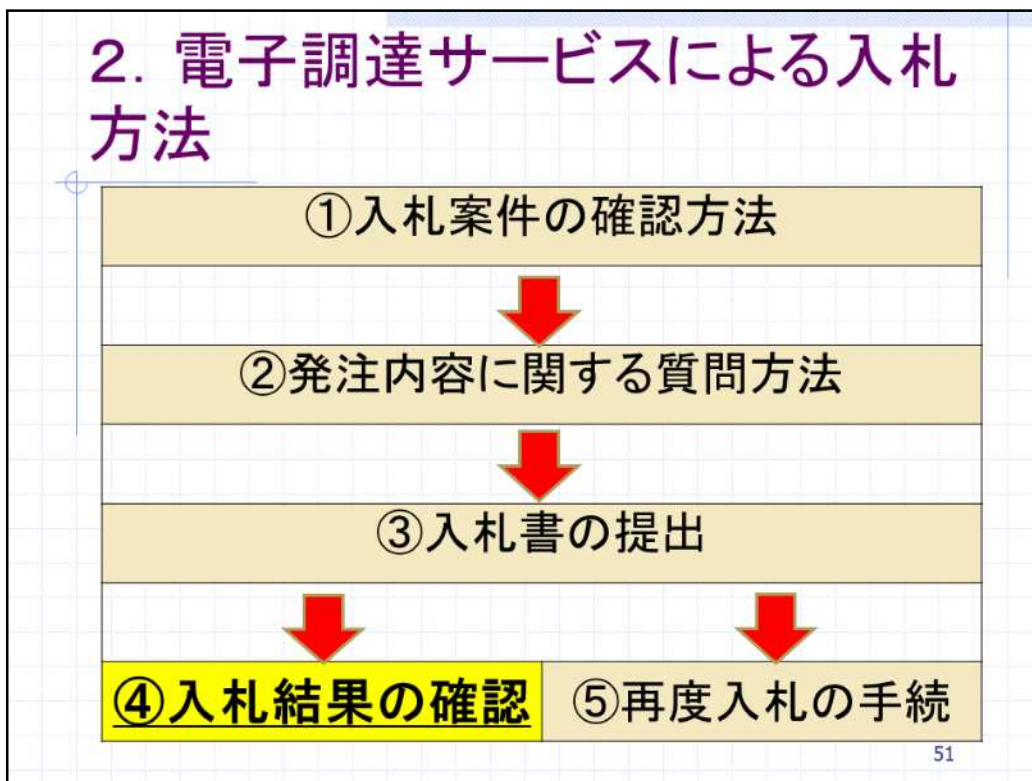 ２．電子調達サービスによる入札
方法
①入札案件の確認方法
②発注内容に関する質問方法
③入札書の提出
④入札結果の確認
⑤再度入札の手続
51